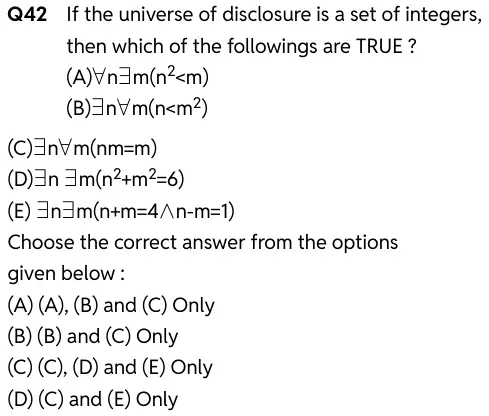 Q42 If the universe of disclosure is a set of integers,
then which of the followings are TRUE ?
(A)∀n∃m(n²<m)
(B)∃n∀m(n<m²)
(C)∃n∀m(nm=m)
(D)∃n ∃m(n²+m²=6)
(E) ∃n∃m(n+m=4∧n-m=1)
Choose the correct answer from the options
given below :
(A) (A), (B) and (C) Only
(B) (B) and (C) Only
(C) (C), (D) and (E) Only
(D) (C) and (E) Only